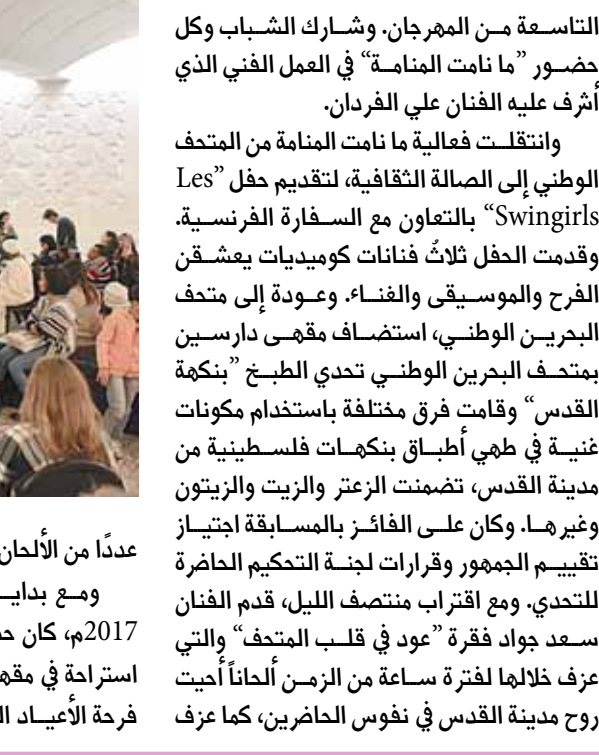 التاسعة من المهرجان. وشارك الشباب وكل
حضور ”ما نامت المنامة“ في العمل الفني الذي
أشرف عليه الفنان علي الفردان.
وانتقلت فعالية ما نامت المنامة من المتحف
الوطني إلى الصالة الثقافية، لتقديم حفل ”Les
Swingirls“ بالتعاون مع السفارة الفرنسية.
وقدمت الحفل ثلاثُ فنانات كوميديات يعشقن
الفرح والموسيقى والغناء. وعودة إلى متحف
البحرين الوطني، استضاف مقهى دارسين
بمتحف البحرين الوطني تحدي الطبخ ”بنكهة
القدس“ وقامت فرق مختلفة باستخدام مكونات
غنية في طهي أطباق بنكهات فلسطينية من
مدينة القدس، تضمنت الزعتر والزيت والزيتون
وغيرها. وكان على الفائز بالمسابقة اجتياز
تقييم الجمهور وقرارات لجنة التحكيم الحاضرة
للتحدي. ومع اقتراب منتصف الليل، قدم الفنان
سعد جواد فقرة ”عود في قلب المتحف“ والتي
عزف خلالها لفترة ساعة من الزمن ألحاناً أحيت
روح مدينة القدس في نفوس الحاضرين، كما عزف
عددًا من الألحان
ومع
2017م، كان
استراحة في
فرحة الأعياد